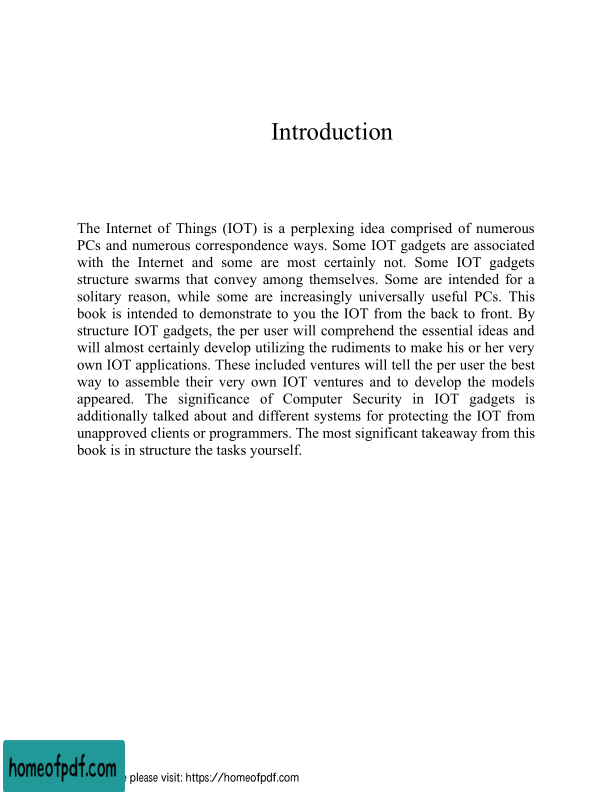 Introduction
The Internet of Things (IOT) is a perplexing idea comprised of numerous
PCs and numerous correspondence ways. Some IOT gadgets are associated
with the Internet and some are most certainly not. Some IOT gadgets
structure swarms that convey among themselves. Some are intended for a
solitary reason, while some are increasingly universally useful PCs. This
book is intended to demonstrate to you the IOT from the back to front. By
structure IOT gadgets, the per user will comprehend the essential ideas and
will almost certainly develop utilizing the rudiments to make his or her very
own IOT applications. These included ventures will tell the per user the best
way to assemble their very own IOT ventures and to develop the models
appeared. The significance of Computer Security in IOT gadgets is
additionally talked about and different systems for protecting the IOT from
unapproved clients or programmers. The most significant takeaway from this
book is in structure the tasks yourself.
homeofpdf.com
please visit: https://homeofpdf.com